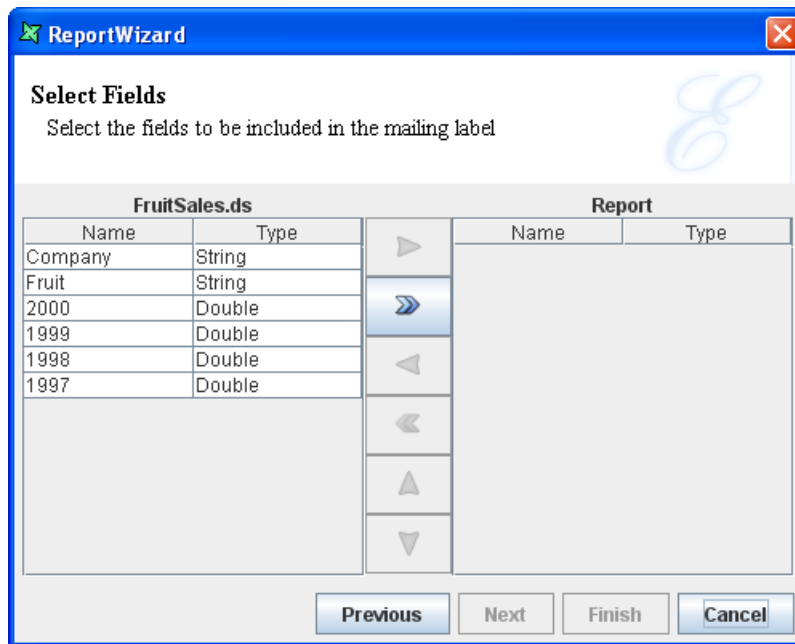 ReportWizard
Select Fields
Select the fields to be included in the mailing label
FruitSales.ds Report
Name Type Name Type
Company String
Fruit String
2000 Double
1999 Double
1998 Double
1997 Double
Previous Next Finish Cancel